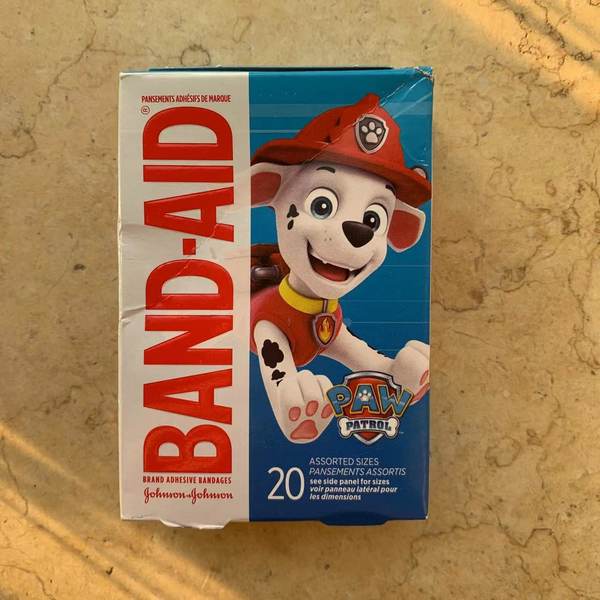 PANSEMENTS ADHÉSIFS DE MARQUE
BAND-AID®
BRAND ADHESIVE BANDAGES
Johnson & Johnson
PAW
PATROL
20
ASSORTED SIZES
PANSEMENTS ASSORTIS
see side panel for sizes
voir panneau latéral pour
les dimensions